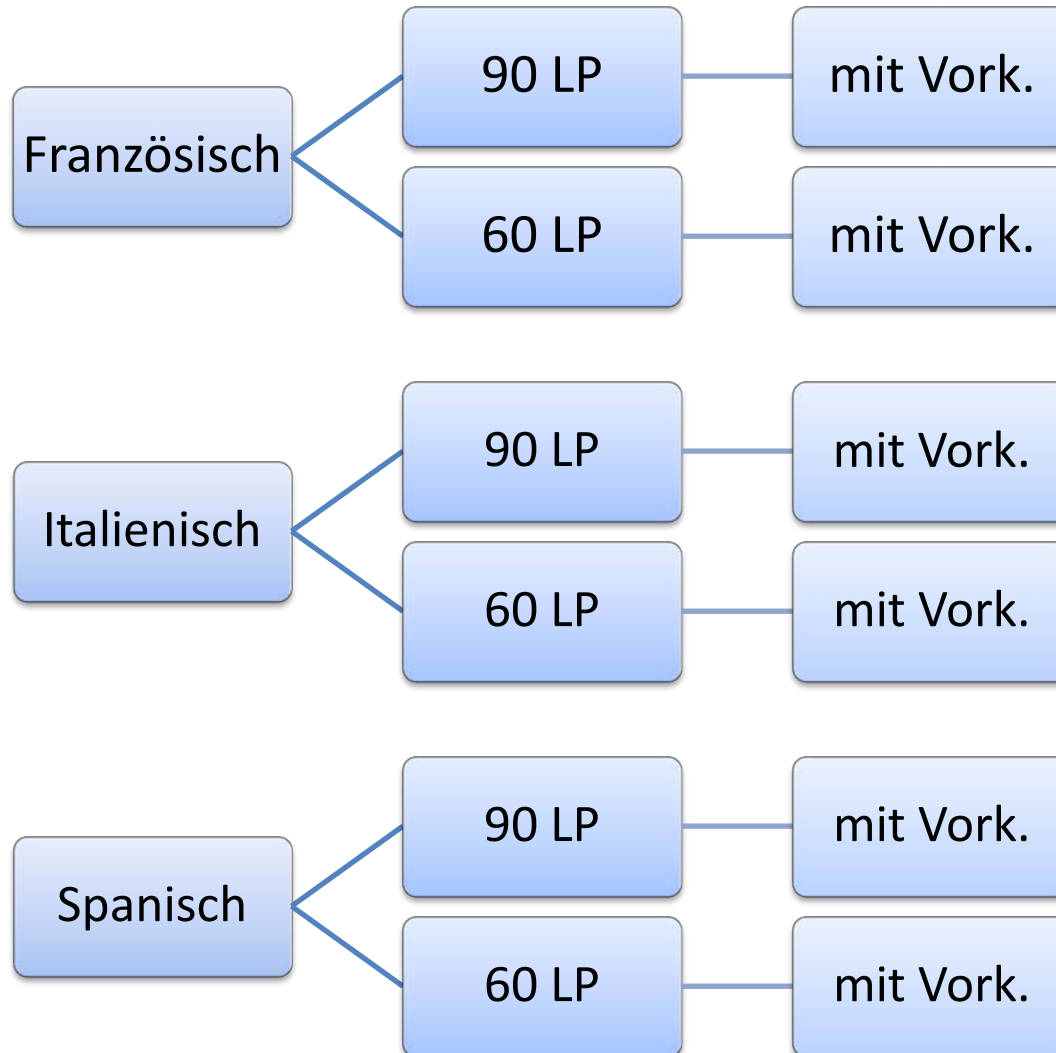 90 LP
mit Vork.
Französisch
60 LP
mit Vork.
90 LP
mit Vork.
Italienisch
60 LP
mit Vork.
90 LP
mit Vork.
Spanisch
60 LP
mit Vork.